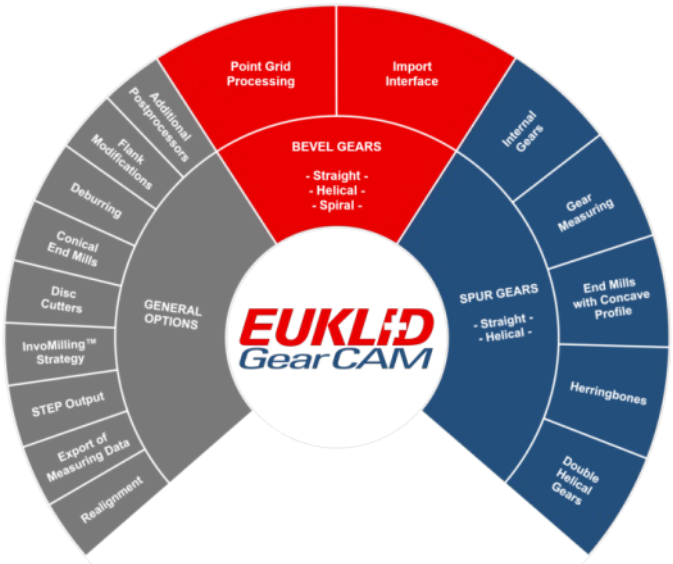 Point Grid
Processing
Import
Interface
BEVEL GEARS
- Straight -
- Helical -
- Spiral -
Additional
Postprocessors
Flank
Modifications
Deburring
Conical
End Mills
Disc
Cutters
InvoMilling™
Strategy
STEP Output
Export of
Measuring Data
Realignment
GENERAL
OPTIONS
EUKLID
GearCAM
SPUR GEARS
- Straight -
- Helical -
Internal
Gears
Gear
Measuring
End Mills
with Concave
Profile
Herringbones
Double
Helical
Gears